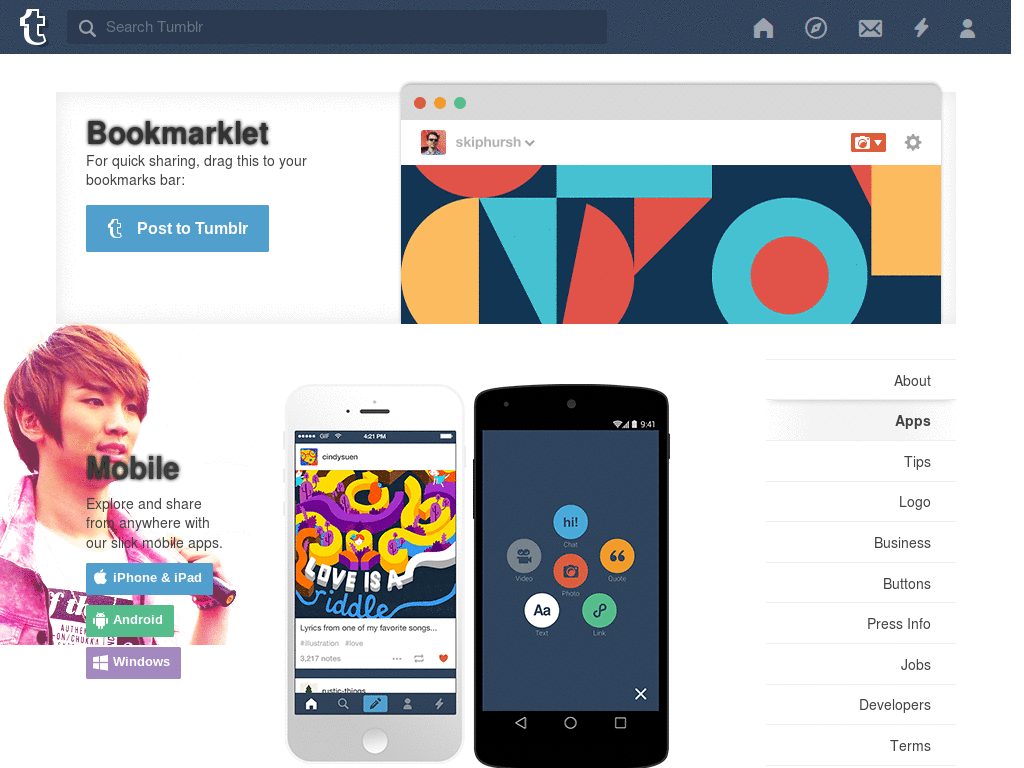 Search Tumblr
Bookmarklet
For quick sharing, drag this to your
bookmarks bar:
Post to Tumblr
skiphursh
About
Apps
Tips
Logo
Business
Buttons
Press Info
Jobs
Developers
Terms
Mobile
Explore and share
from anywhere with
our slick mobile apps.
iPhone & iPad
Android
Windows
GIF
4:21 PM
cindysuen
LOVE IS A
riddle
Lyrics from one of my favorite songs...
#illustration #love
3,217 notes
rustic-things
9:41
hi!
Chat
Video
Quote
Photo
Aa
Text
Link